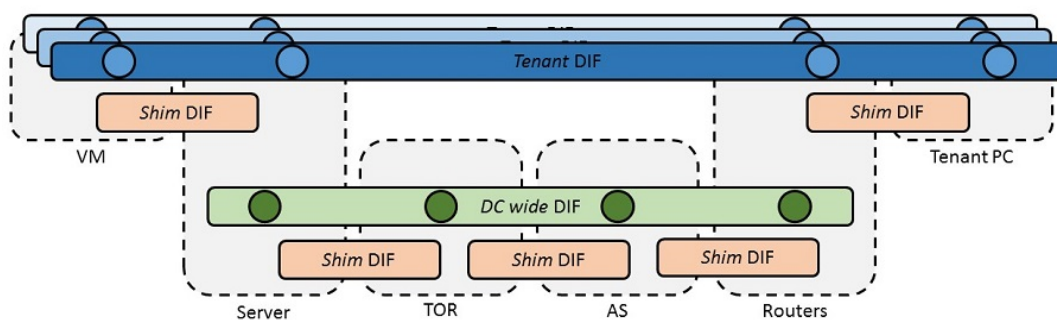 Tenant DIF
Shim DIF
Shim DIF
VM
Tenant PC
DC wide DIF
Shim DIF
Shim DIF
Shim DIF
Server
TOR
AS
Routers